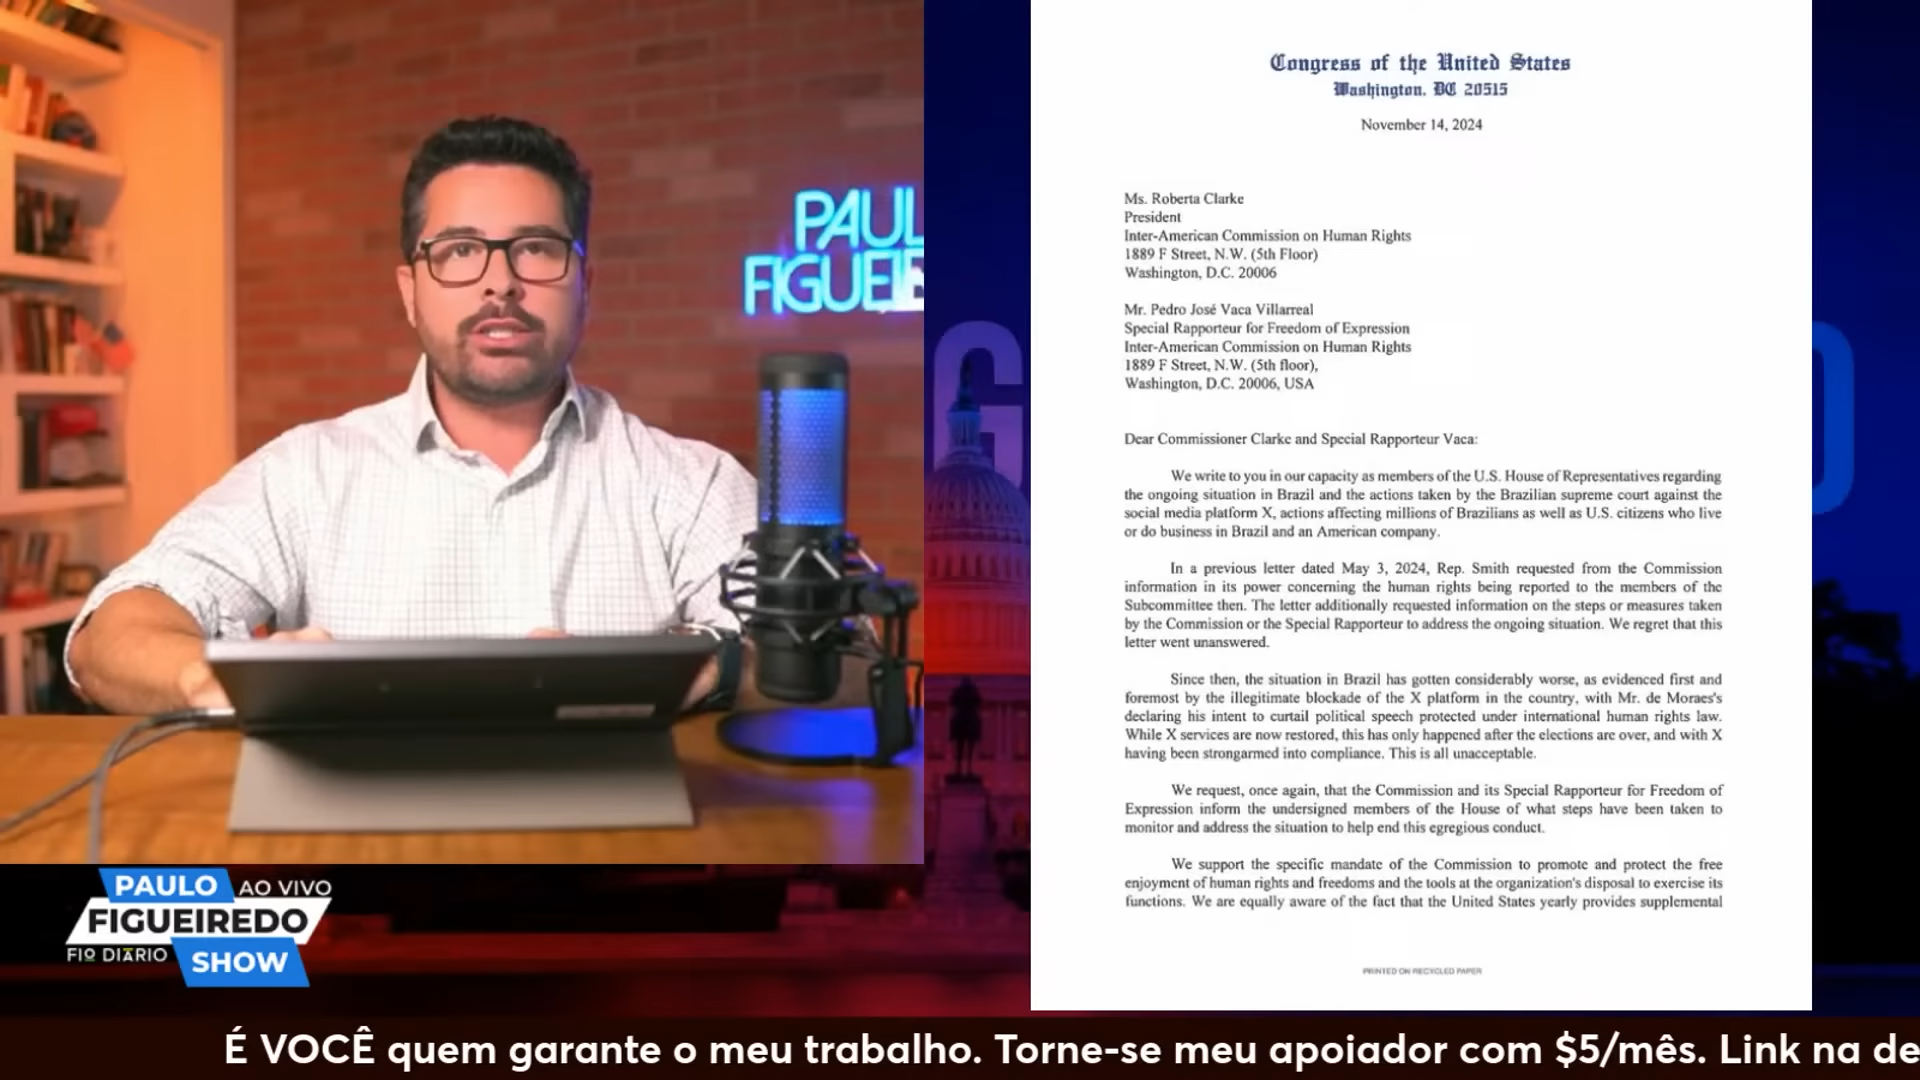 PAUL
FIGUEIRE
Congress of the United States
Washington, DC 20515
November 14, 2024
Ms. Roberta Clarke
President
Inter-American Commission on Human Rights
1889 F Street, N.W. (5th Floor)
Washington, D.C. 20006
Mr. Pedro José Vaca Villarreal
Special Rapporteur for Freedom of Expression
Inter-American Commission on Human Rights
1889 F Street, N.W. (5th floor),
Washington, D.C. 20006, USA
Dear Commissioner Clarke and Special Rapporteur Vaca:
We write to you in our capacity as members of the U.S. House of Representatives regarding
the ongoing situation in Brazil and the actions taken by the Brazilian supreme court against the
social media platform X, actions affecting millions of Brazilians as well as U.S. citizens who live
or do business in Brazil and an American company.
In a previous letter dated May 3, 2024, Rep. Smith requested from the Commission
information in its power concerning the human rights being reported to the members of the
Subcommittee then. The letter additionally requested information on the steps or measures taken
by the Commission or the Special Rapporteur to address the ongoing situation. We regret that this
letter went unanswered.
Since then, the situation in Brazil has gotten considerably worse, as evidenced first and
foremost by the illegitimate blockade of the X platform in the country, with Mr. de Moraes's
declaring his intent to curtail political speech protected under international human rights law.
While X services are now restored, this has only happened after the elections are over, and with X
having been strongarmed into compliance. This is all unacceptable.
We request, once again, that the Commission and its Special Rapporteur for Freedom of
Expression inform the undersigned members of the House of what steps have been taken to
monitor and address the situation to help end this egregious conduct.
We support the specific mandate of the Commission to promote and protect the free
enjoyment of human rights and freedoms and the tools at the organization's disposal to exercise its
functions. We are equally aware of the fact that the United States yearly provides supplemental
PRINTED ON RECYCLED PAPER
PAULO AO VIVO
FIGUEIREDO
FIO DIÁRIO SHOW
É VOCÊ quem garante o meu trabalho. Torne-se meu apoiador com $5/mês. Link na de